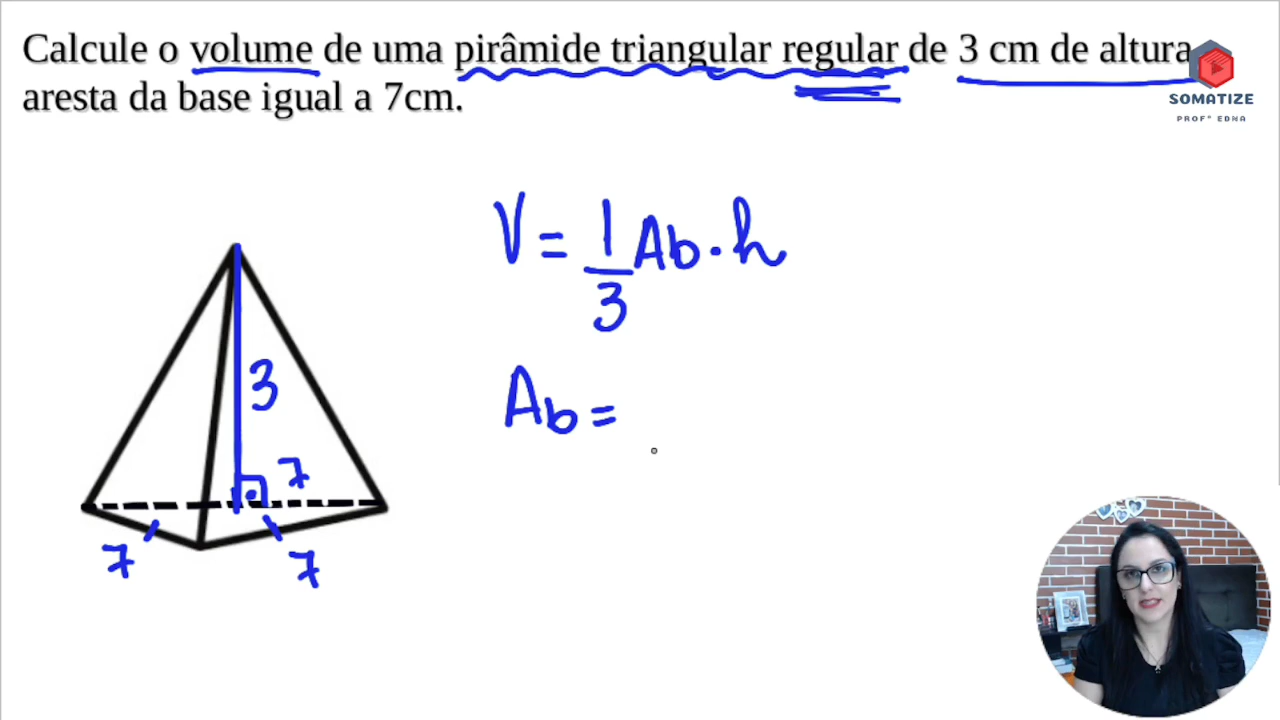 Calcule o volume de uma pirâmide triangular regular de 3 cm de altura
aresta da base igual a 7cm.
SOMATIZE
PROFª EDNA
V = 1/3 Ab · h
Ab =
3
7
7
7